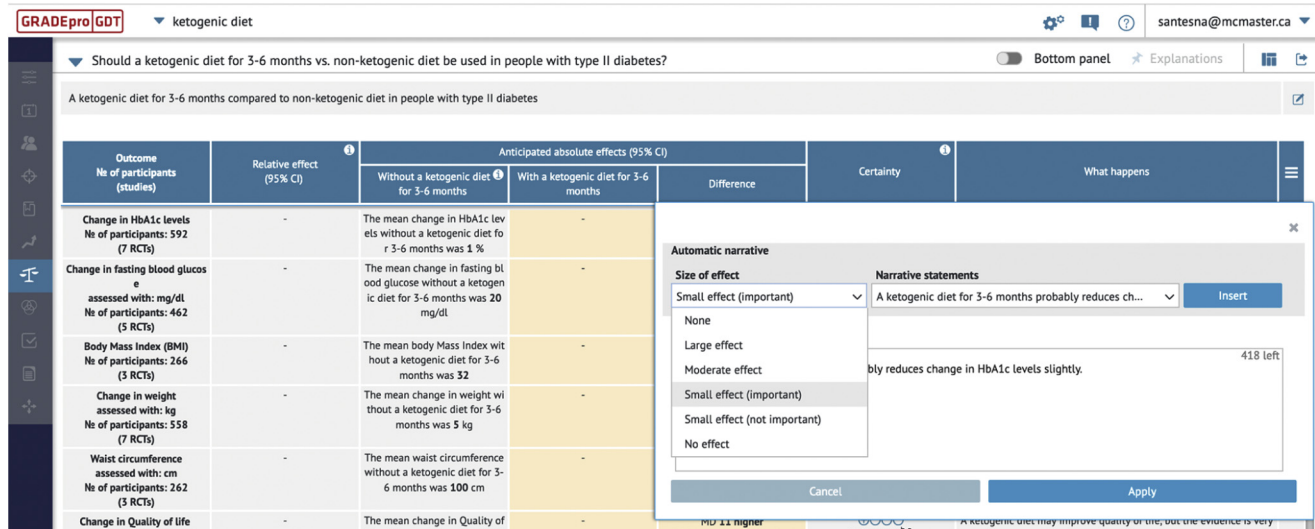 GRADEpro GDT
ketogenic diet
santesna@mcmaster.ca
Should a ketogenic diet for 3-6 months vs. non-ketogenic diet be used in people with type II diabetes?
Bottom panel
Explanations
A ketogenic diet for 3-6 months compared to non-ketogenic diet in people with type II diabetes
Outcome
№ of participants
(studies)
Relative effect
(95% CI)
Anticipated absolute effects (95% CI)
Without a ketogenic diet
for 3-6 months
With a ketogenic diet for 3-6
months
Difference
Certainty
What happens
Change in HbA1c levels
№ of participants: 592
(7 RCTs)
-
The mean change in HbA1c lev
els without a ketogenic diet fo
r 3-6 months was 1 %
-
Change in fasting blood glucos
e
assessed with: mg/dl
№ of participants: 462
(5 RCTs)
-
The mean change in fasting bl
ood glucose without a ketogen
ic diet for 3-6 months was 20
mg/dl
-
Body Mass Index (BMI)
№ of participants: 266
(3 RCTs)
-
The mean body Mass Index wit
hout a ketogenic diet for 3-6
months was 32
-
Change in weight
assessed with: kg
№ of participants: 558
(7 RCTs)
-
The mean change in weight wi
thout a ketogenic diet for 3-6
months was 5 kg
-
Waist circumference
assessed with: cm
№ of participants: 262
(3 RCTs)
-
The mean waist circumference
without a ketogenic diet for 3-
6 months was 100 cm
-
Change in Quality of life
-
The mean change in Quality of
-
MD 11 higher
A ketogenic diet may improve quality of life, but the evidence is very
Automatic narrative
Size of effect
Narrative statements
Small effect (important)
A ketogenic diet for 3-6 months probably reduces ch...
Insert
None
Large effect
Moderate effect
Small effect (important)
Small effect (not important)
No effect
418 left
bly reduces change in HbA1c levels slightly.
Cancel
Apply